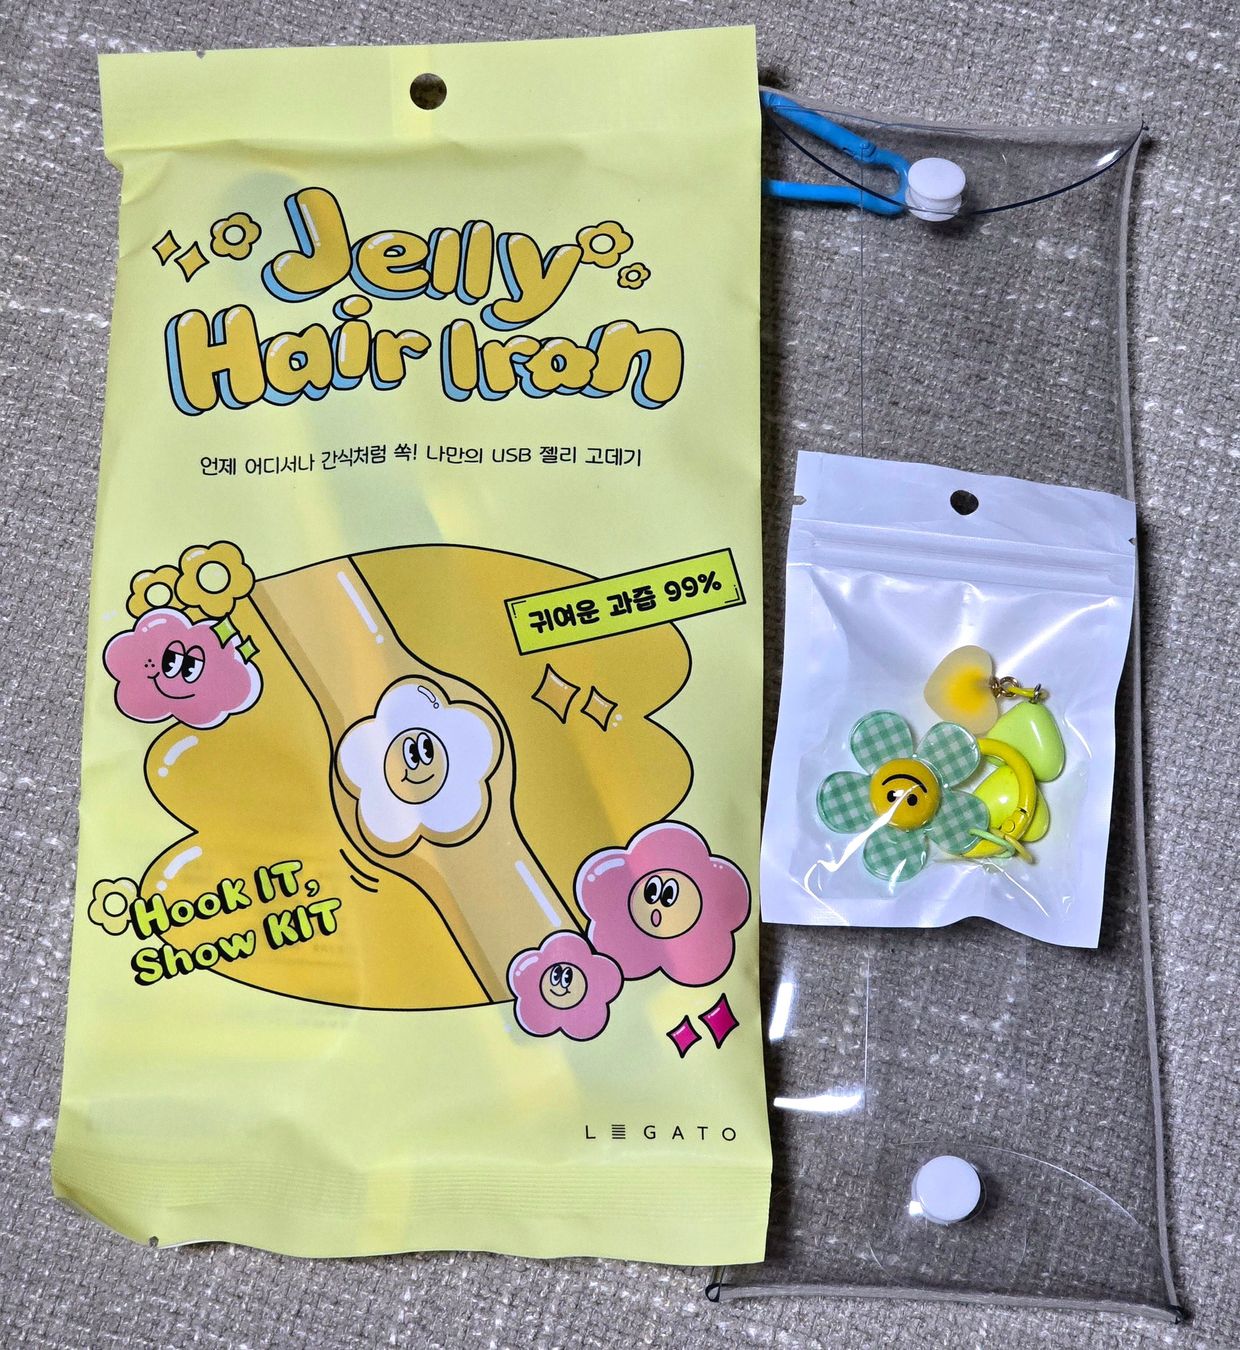 Jelly
Hair Iron
언제 어디서나 간식처럼 쏙! 나만의 USB 젤리 고데기
귀여운 과즙 99%
HOOK IT,
Show KIT
LEGATO